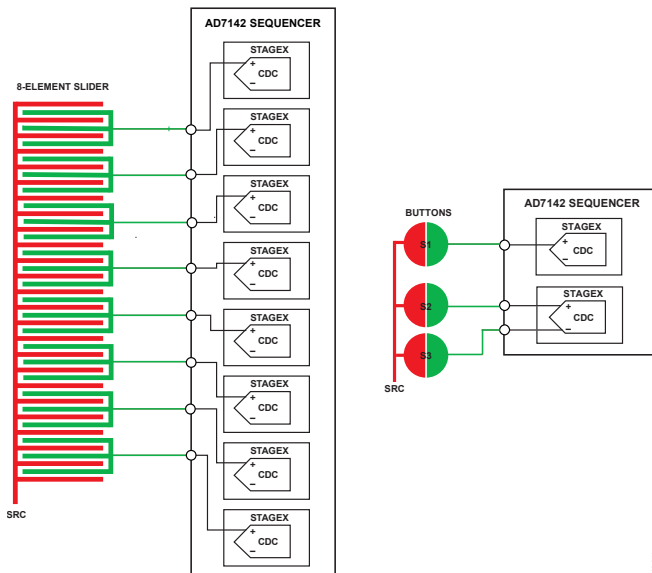 AD7142 SEQUENCER
8-ELEMENT SLIDER
STAGEX
+
CDC
–
STAGEX
+
CDC
–
STAGEX
+
CDC
–
STAGEX
+
CDC
–
STAGEX
+
CDC
–
STAGEX
+
CDC
–
STAGEX
+
CDC
–
STAGEX
+
CDC
–
SRC
AD7142 SEQUENCER
BUTTONS
S1
STAGEX
+
CDC
–
S2
STAGEX
+
CDC
–
S3
SRC